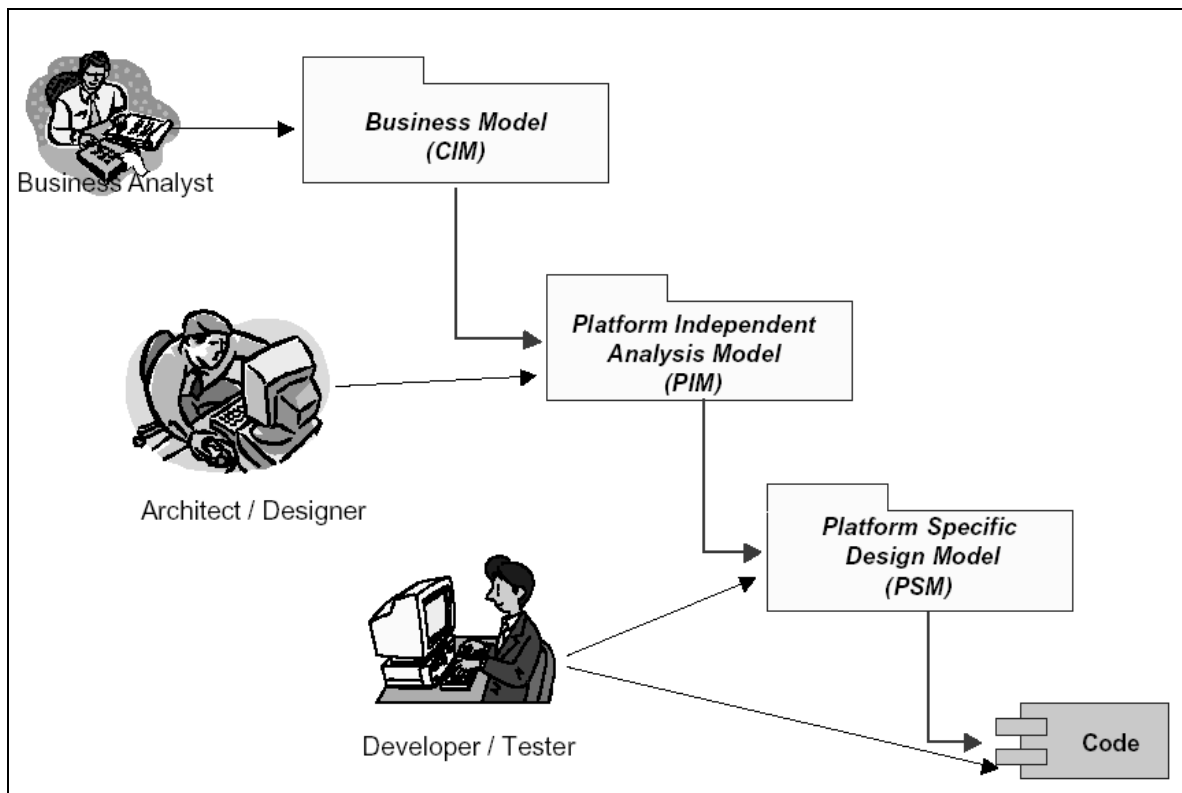 Business Analyst
Business Model
(CIM)
Platform Independent
Analysis Model
(PIM)
Architect / Designer
Platform Specific
Design Model
(PSM)
Developer / Tester
Code